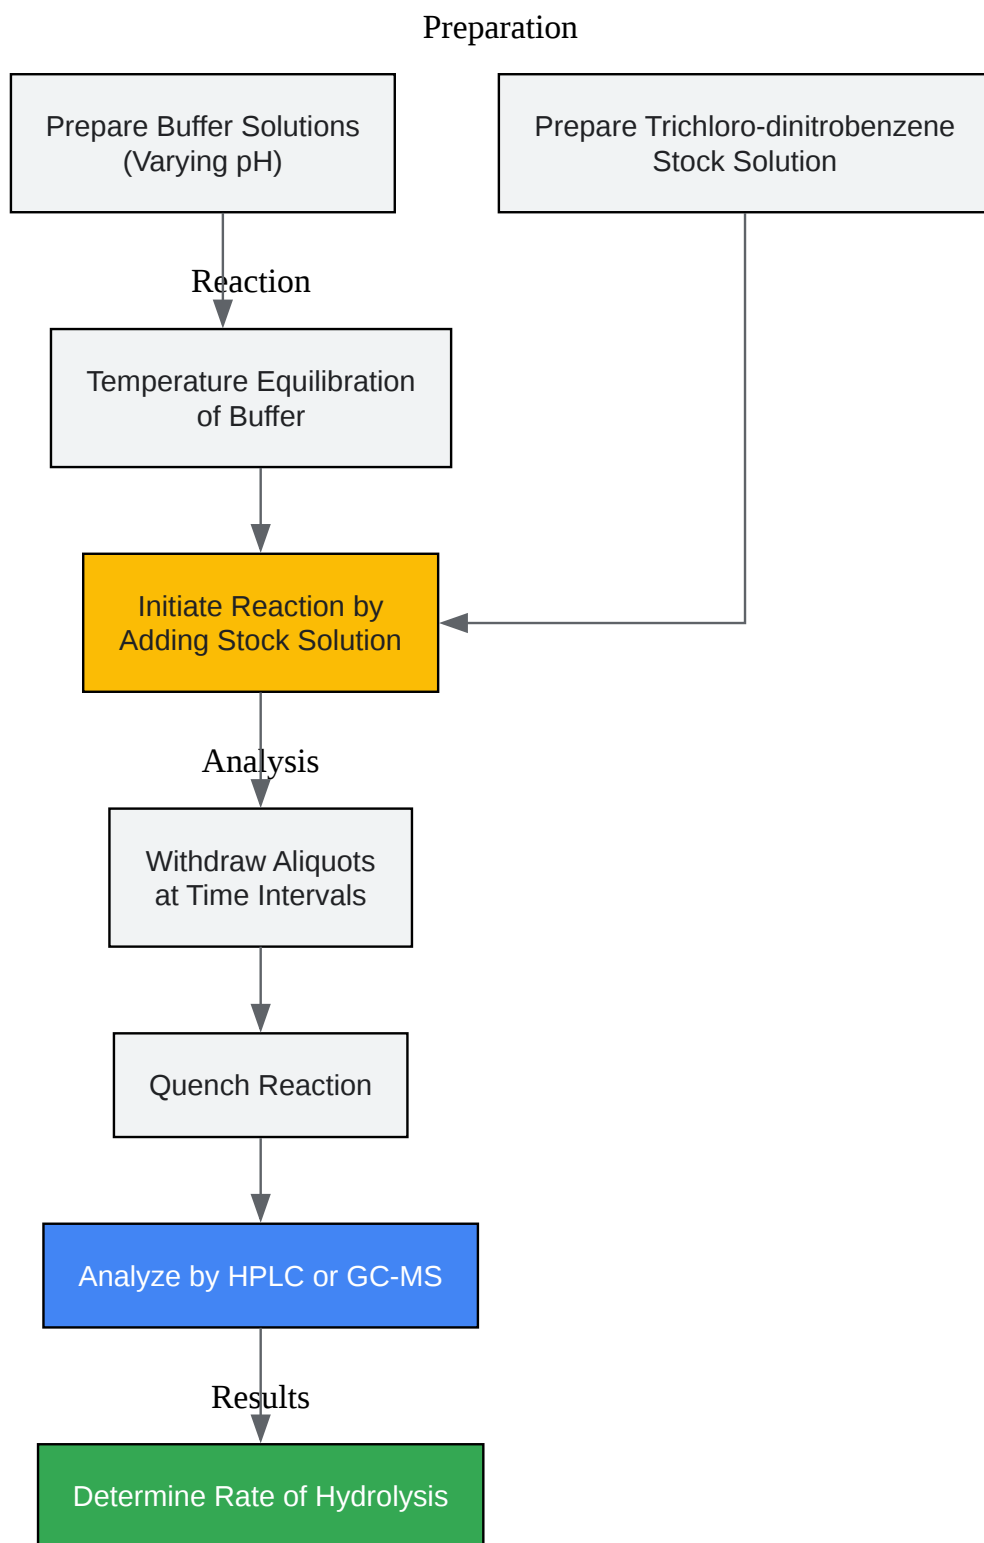 Preparation
Prepare Buffer Solutions
(Varying pH)
Prepare Trichloro-dinitrobenzene
Stock Solution
Reaction
Temperature Equilibration
of Buffer
Initiate Reaction by
Adding Stock Solution
Analysis
Withdraw Aliquots
at Time Intervals
Quench Reaction
Analyze by HPLC or GC-MS
Results
Determine Rate of Hydrolysis